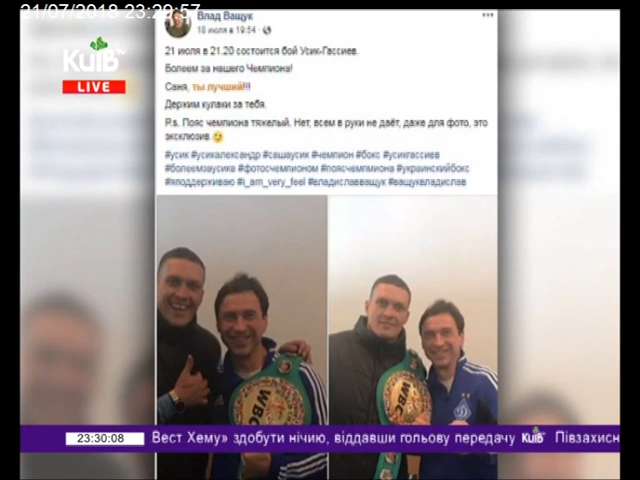 21/07/2018 23:29:57
Київ tv
LIVE
Влад Ващук
18 июля в 19:54
21 июля в 21.20 состоится бой Усик-Гассиев.
Болеем за нашего Чемпиона!
Саня, ты лучший!!!
Держим кулаки за тебя.
P.s. Пояс чемпиона тяжелый. Нет, всем в руки не даёт, даже для фото, это
эксклюзив.
#усик #усикалександр #сашаусик #чемпион #бокс #усикгассиев
#болеемзаусика #фотосчемпионом #поясчемпмиона #украинскийбокс
#яподдерживаю #i_am_very_feel #владиславващук #ващуквладислав
WBC
WBC
23:30:08
Вест Хему» здобути нічию, віддавши гольову передачу Київ Півзахисн